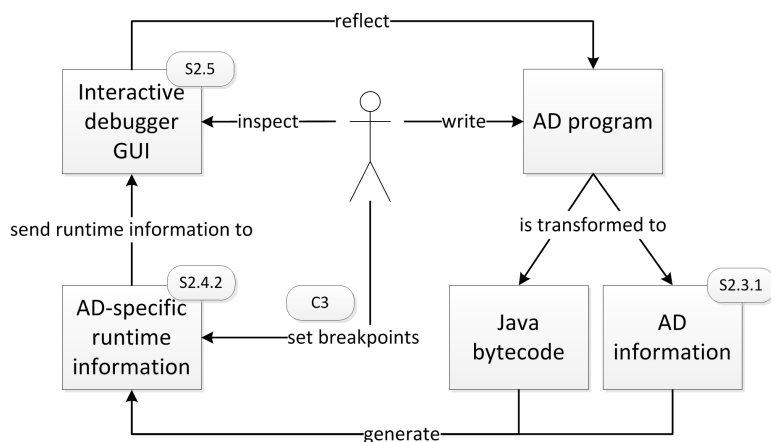 reflect
S2.5
Interactive
debugger
GUI
inspect
write
AD program
send runtime information to
is transformed to
S2.4.2
AD-specific
runtime
information
C3
set breakpoints
Java
bytecode
S2.3.1
AD
information
generate